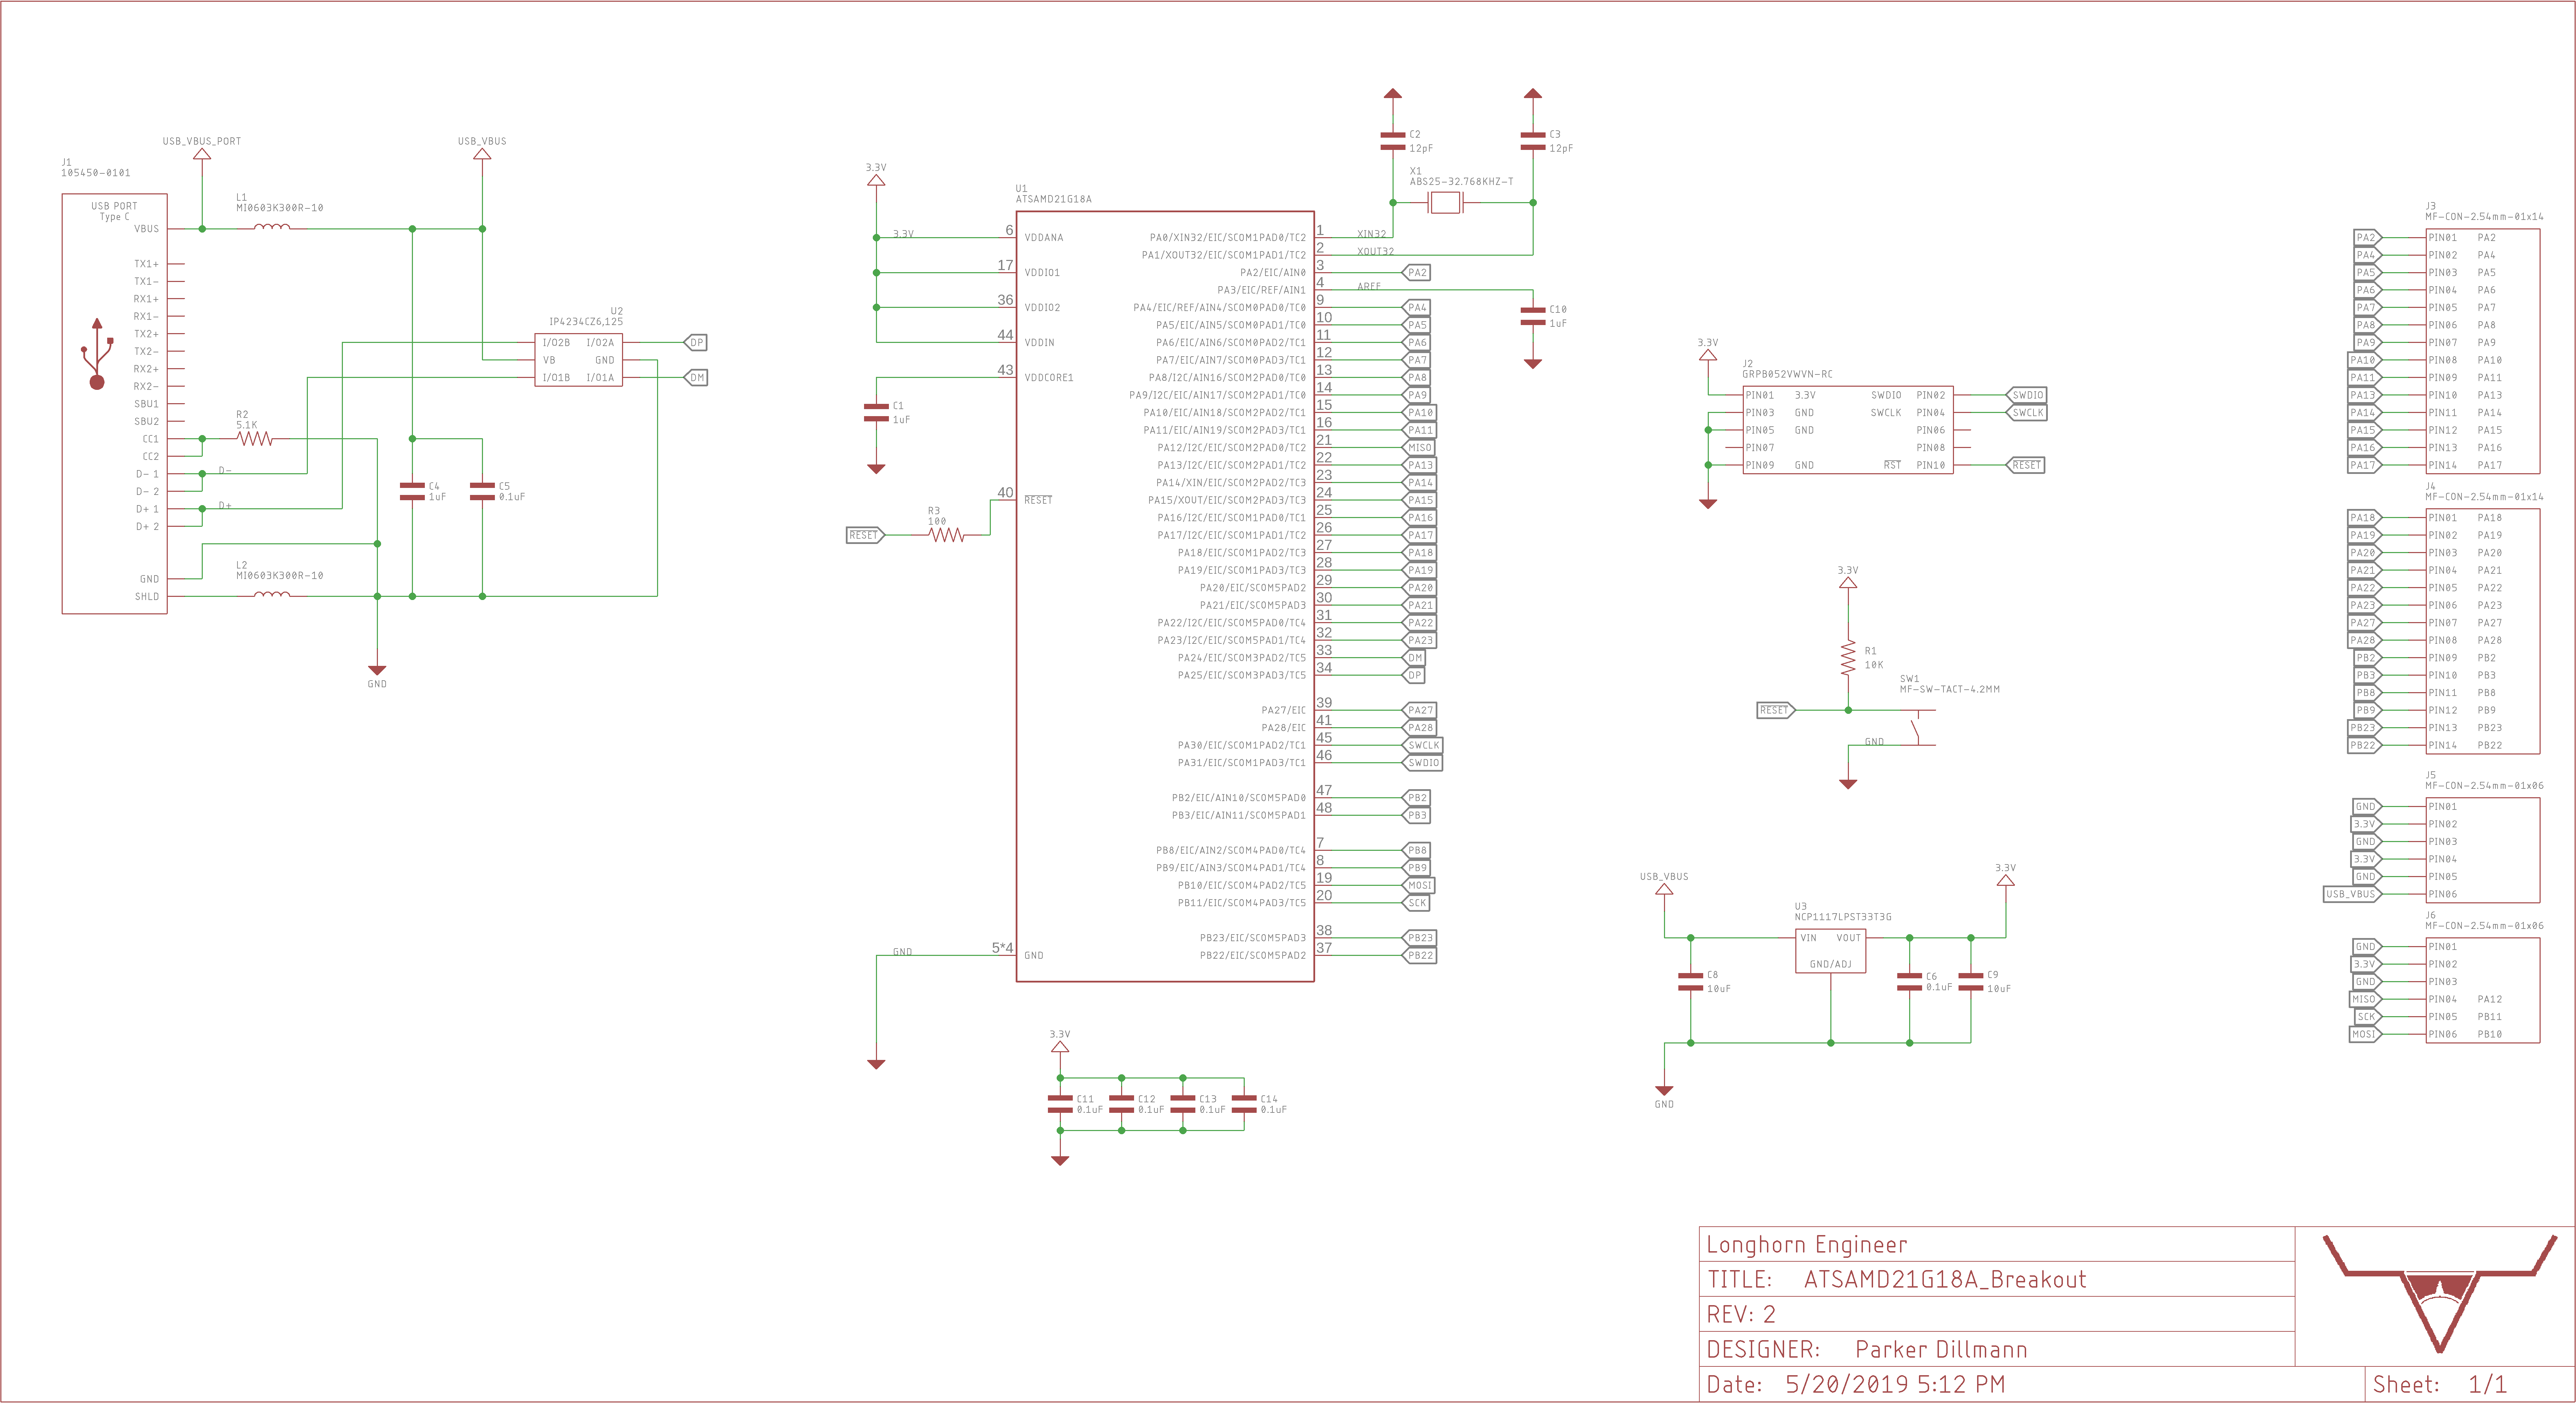 USB_VBUS_PORT
USB_VBUS
J1
105450-0101
USB PORT
Type C
VBUS
TX1+
TX1-
RX1+
RX1-
TX2+
TX2-
RX2+
RX2-
SBU1
SBU2
CC1
CC2
D- 1
D- 2
D+ 1
D+ 2
GND
SHLD
L1
MI0603K300R-10
R2
5.1K
D-
D+
L2
MI0603K300R-10
C4
1uF
C5
0.1uF
GND
U2
IP4234CZ6,125
I/O2B I/O2A
VB GND
I/O1B I/O1A
DP
DM
3.3V
3.3V
C1
1uF
RESET
R3
100
GND
U1
ATSAMD21G18A
6 VDDANA
17 VDDIO1
36 VDDIO2
44 VDDIN
43 VDDCORE1
40 RESET
5*4 GND
PA0/XIN32/EIC/SCOM1PAD0/TC2 1 XIN32
PA1/XOUT32/EIC/SCOM1PAD1/TC2 2 XOUT32
PA2/EIC/AIN0 3 PA2
PA3/EIC/REF/AIN1 4 AREF
PA4/EIC/REF/AIN4/SCOM0PAD0/TC0 9 PA4
PA5/EIC/AIN5/SCOM0PAD1/TC0 10 PA5
PA6/EIC/AIN6/SCOM0PAD2/TC1 11 PA6
PA7/EIC/AIN7/SCOM0PAD3/TC1 12 PA7
PA8/I2C/EIC/AIN16/SCOM2PAD0/TC0 13 PA8
PA9/I2C/EIC/AIN17/SCOM2PAD1/TC0 14 PA9
PA10/EIC/AIN18/SCOM2PAD2/TC1 15 PA10
PA11/EIC/AIN19/SCOM2PAD3/TC1 16 PA11
PA12/I2C/EIC/SCOM2PAD0/TC2 21 MISO
PA13/I2C/EIC/SCOM2PAD1/TC2 22 PA13
PA14/XIN/EIC/SCOM2PAD2/TC3 23 PA14
PA15/XOUT/EIC/SCOM2PAD3/TC3 24 PA15
PA16/I2C/EIC/SCOM1PAD0/TC1 25 PA16
PA17/I2C/EIC/SCOM1PAD1/TC2 26 PA17
PA18/EIC/SCOM1PAD2/TC3 27 PA18
PA19/EIC/SCOM1PAD3/TC3 28 PA19
PA20/EIC/SCOM5PAD2 29 PA20
PA21/EIC/SCOM5PAD3 30 PA21
PA22/I2C/EIC/SCOM5PAD0/TC4 31 PA22
PA23/I2C/EIC/SCOM5PAD1/TC4 32 PA23
PA24/EIC/SCOM3PAD2/TC5 33 DM
PA25/EIC/SCOM3PAD3/TC5 34 DP
PA27/EIC 39 PA27
PA28/EIC 41 PA28
PA30/EIC/SCOM1PAD2/TC1 45 SWCLK
PA31/EIC/SCOM1PAD3/TC1 46 SWDIO
PB2/EIC/AIN10/SCOM5PAD0 47 PB2
PB3/EIC/AIN11/SCOM5PAD1 48 PB3
PB8/EIC/AIN2/SCOM4PAD0/TC4 7 PB8
PB9/EIC/AIN3/SCOM4PAD1/TC4 8 PB9
PB10/EIC/SCOM4PAD2/TC5 19 MOSI
PB11/EIC/SCOM4PAD3/TC5 20 SCK
PB23/EIC/SCOM5PAD3 38 PB23
PB22/EIC/SCOM5PAD2 37 PB22
C2
12pF
C3
12pF
X1
ABS25-32.768KHZ-T
C10
1uF
3.3V
C11
0.1uF
C12
0.1uF
C13
0.1uF
C14
0.1uF
3.3V
J2
GRPB052VWVN-RC
PIN01 3.3V SWDIO PIN02 SWDIO
PIN03 GND SWCLK PIN04 SWCLK
PIN05 GND PIN06
PIN07 PIN08
PIN09 GND RST PIN10 RESET
3.3V
R1
10K
SW1
MF-SW-TACT-4.2MM
RESET
GND
USB_VBUS
3.3V
U3
NCP1117LPST33T3G
VIN VOUT
GND/ADJ
C8
10uF
C6
0.1uF
C9
10uF
GND
J3
MF-CON-2.54mm-01x14
PA2 PIN01 PA2
PA4 PIN02 PA4
PA5 PIN03 PA5
PA6 PIN04 PA6
PA7 PIN05 PA7
PA8 PIN06 PA8
PA9 PIN07 PA9
PA10 PIN08 PA10
PA11 PIN09 PA11
PA13 PIN10 PA13
PA14 PIN11 PA14
PA15 PIN12 PA15
PA16 PIN13 PA16
PA17 PIN14 PA17
J4
MF-CON-2.54mm-01x14
PA18 PIN01 PA18
PA19 PIN02 PA19
PA20 PIN03 PA20
PA21 PIN04 PA21
PA22 PIN05 PA22
PA23 PIN06 PA23
PA27 PIN07 PA27
PA28 PIN08 PA28
PB2 PIN09 PB2
PB3 PIN10 PB3
PB8 PIN11 PB8
PB9 PIN12 PB9
PB23 PIN13 PB23
PB22 PIN14 PB22
J5
MF-CON-2.54mm-01x06
GND PIN01
3.3V PIN02
GND PIN03
3.3V PIN04
GND PIN05
USB_VBUS PIN06
J6
MF-CON-2.54mm-01x06
GND PIN01
3.3V PIN02
GND PIN03
MISO PIN04 PA12
SCK PIN05 PB11
MOSI PIN06 PB10
Longhorn Engineer
TITLE: ATSAMD21G18A_Breakout
REV: 2
DESIGNER: Parker Dillmann
Date: 5/20/2019 5:12 PM
Sheet: 1/1